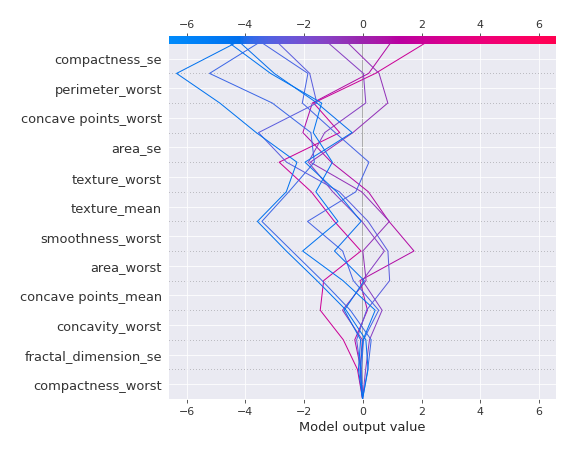 −6 −4 −2 0 2 4 6
compactness_se
perimeter_worst
concave points_worst
area_se
texture_worst
texture_mean
smoothness_worst
area_worst
concave points_mean
concavity_worst
fractal_dimension_se
compactness_worst
−6 −4 −2 0 2 4 6
Model output value